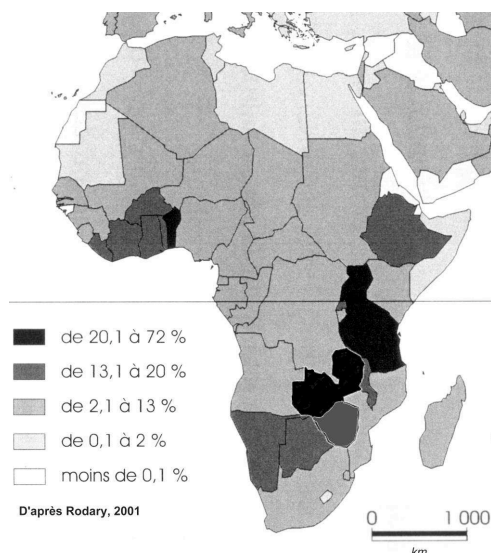 de 20,1 à 72 %
de 13,1 à 20 %
de 2,1 à 13 %
de 0,1 à 2 %
moins de 0,1 %
D'après Rodary, 2001
0 1 000
km